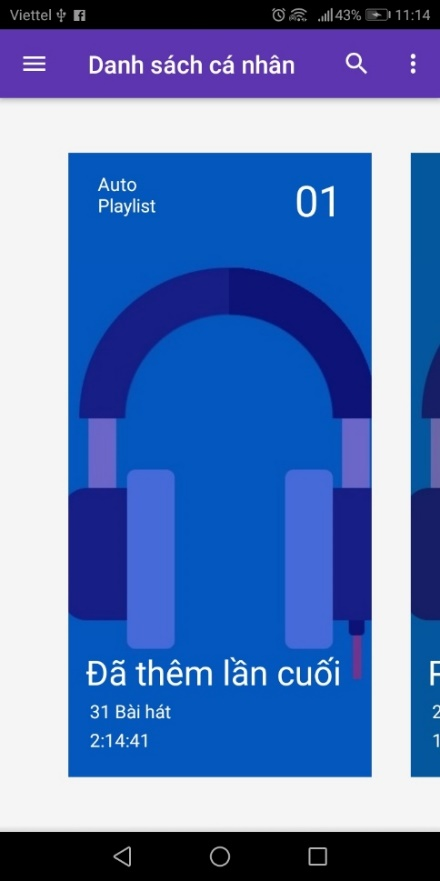 Viettel 43% 11:14
Danh sách cá nhân
Auto
Playlist
01
Đã thêm lần cuối
31 Bài hát
2:14:41